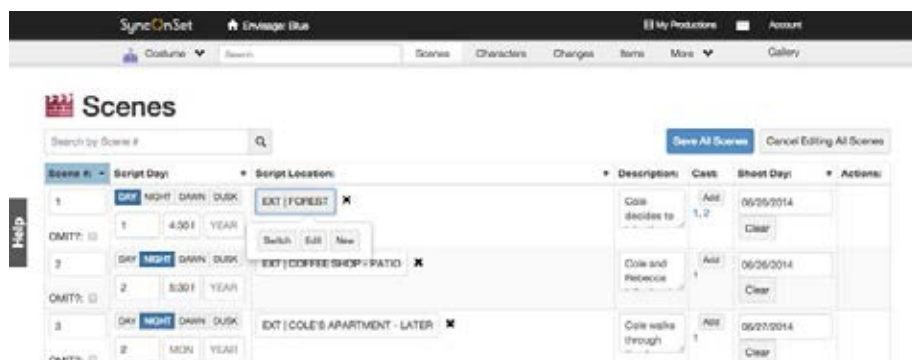 SyncOnSet Envisage: Blue My Productions Account
Costume Search Scenes Characters Changes Items More Gallery
Scenes
Search by Scene # Save All Scenes Cancel Editing All Scenes
Scene #: Script Day: Script Location: Description: Cast: Shoot Day: Actions:
1 DAY NIGHT DAWN DUSK EXT | FOREST Cole decides to Add 1, 2 06/26/2014
OMIT?: 1 YEAR Clear
Switch Edit New
2 DAY NIGHT DAWN DUSK EXT | COFFEE SHOP - PATIO Cole and Rebecca Add 1 06/26/2014
OMIT?: 2 YEAR Clear
3 DAY NIGHT DAWN DUSK EXT | COLE'S APARTMENT - LATER Cole walks through Add 1 06/27/2014
OMIT?: 2 MON YEAR Clear
Help